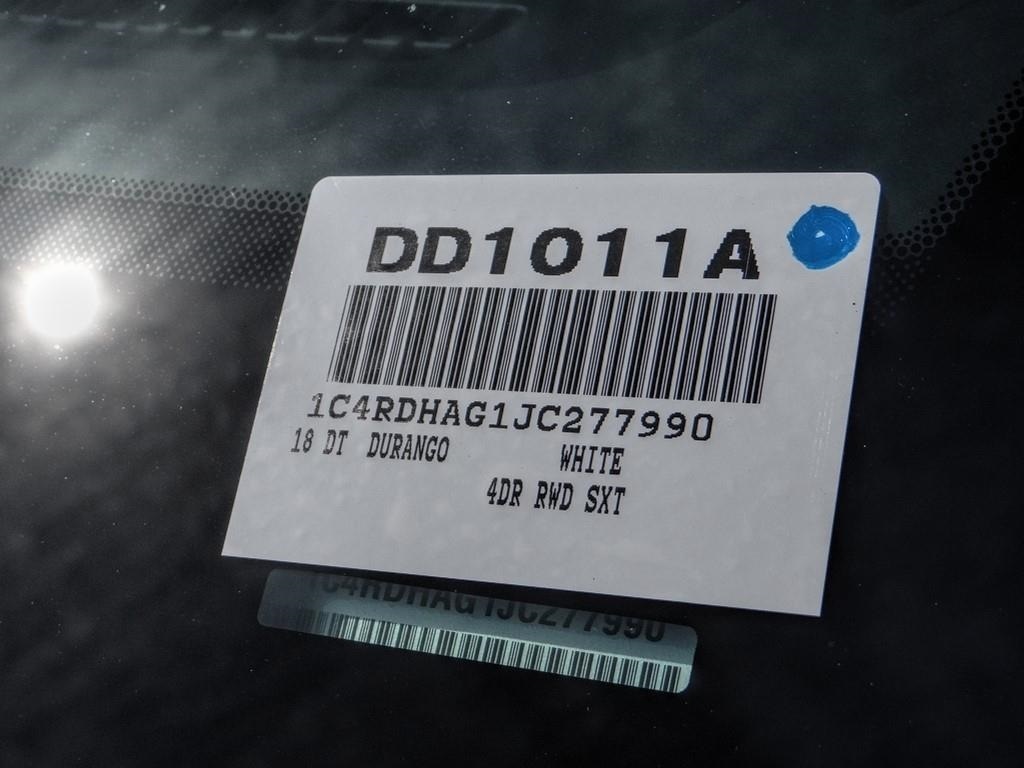 DD1011A
1C4RDHAG1JC277990
18 DT DURANGO WHITE
4DR RWD SXT
1C4RDHAG1JC277990